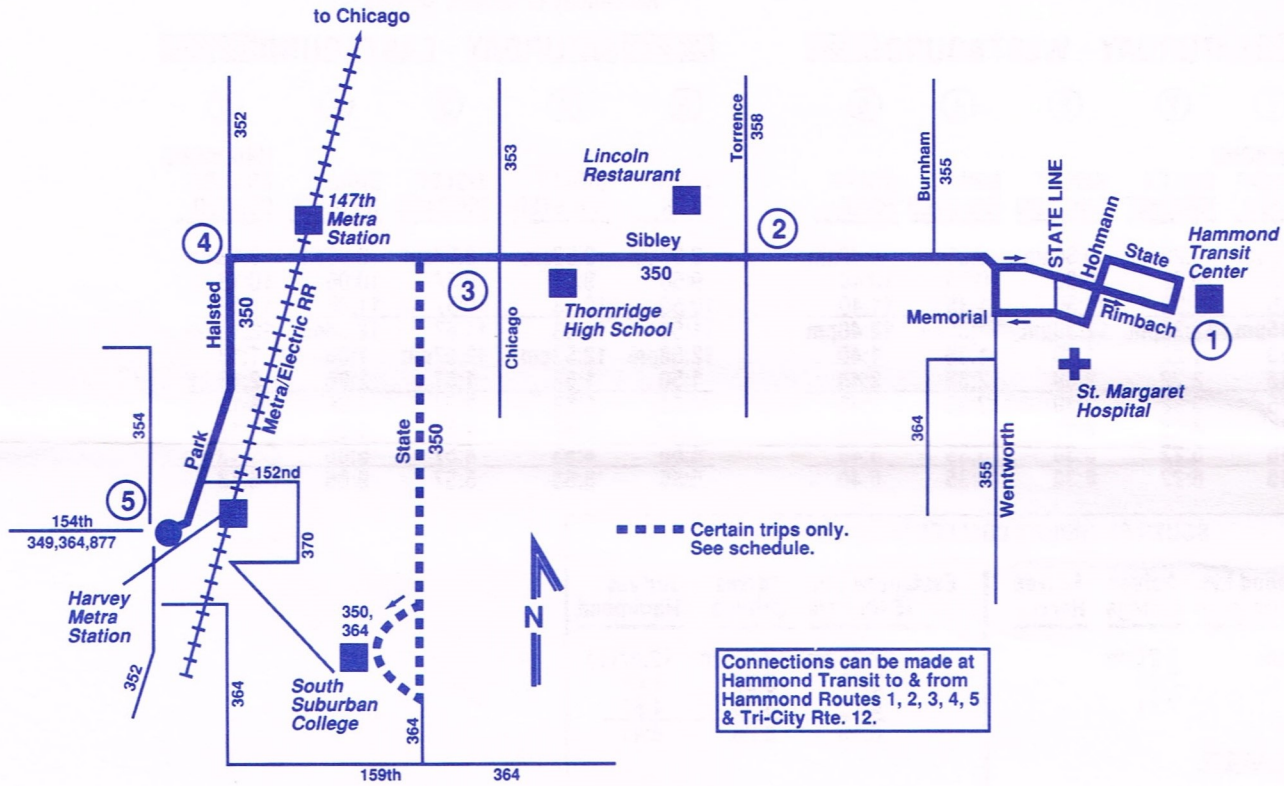 to Chicago
352
353
Torrence
358
Burnham
355
Lincoln
Restaurant
STATE LINE
Hohmann
147th
Metra
Station
4
Sibley
350
2
State
Hammond
Transit
Center
3
Halsted
350
Metra/Electric RR
Thornridge
High School
Chicago
Memorial
Rimbach
1
St. Margaret
Hospital
354
Park
State
350
364
355
Wentworth
152nd
5
154th
349,364,877
370
Certain trips only.
See schedule.
Harvey
Metra
Station
350,
364
N
352
364
South
Suburban
College
364
Connections can be made at
Hammond Transit to & from
Hammond Routes 1, 2, 3, 4, 5
& Tri-City Rte. 12.
159th
364